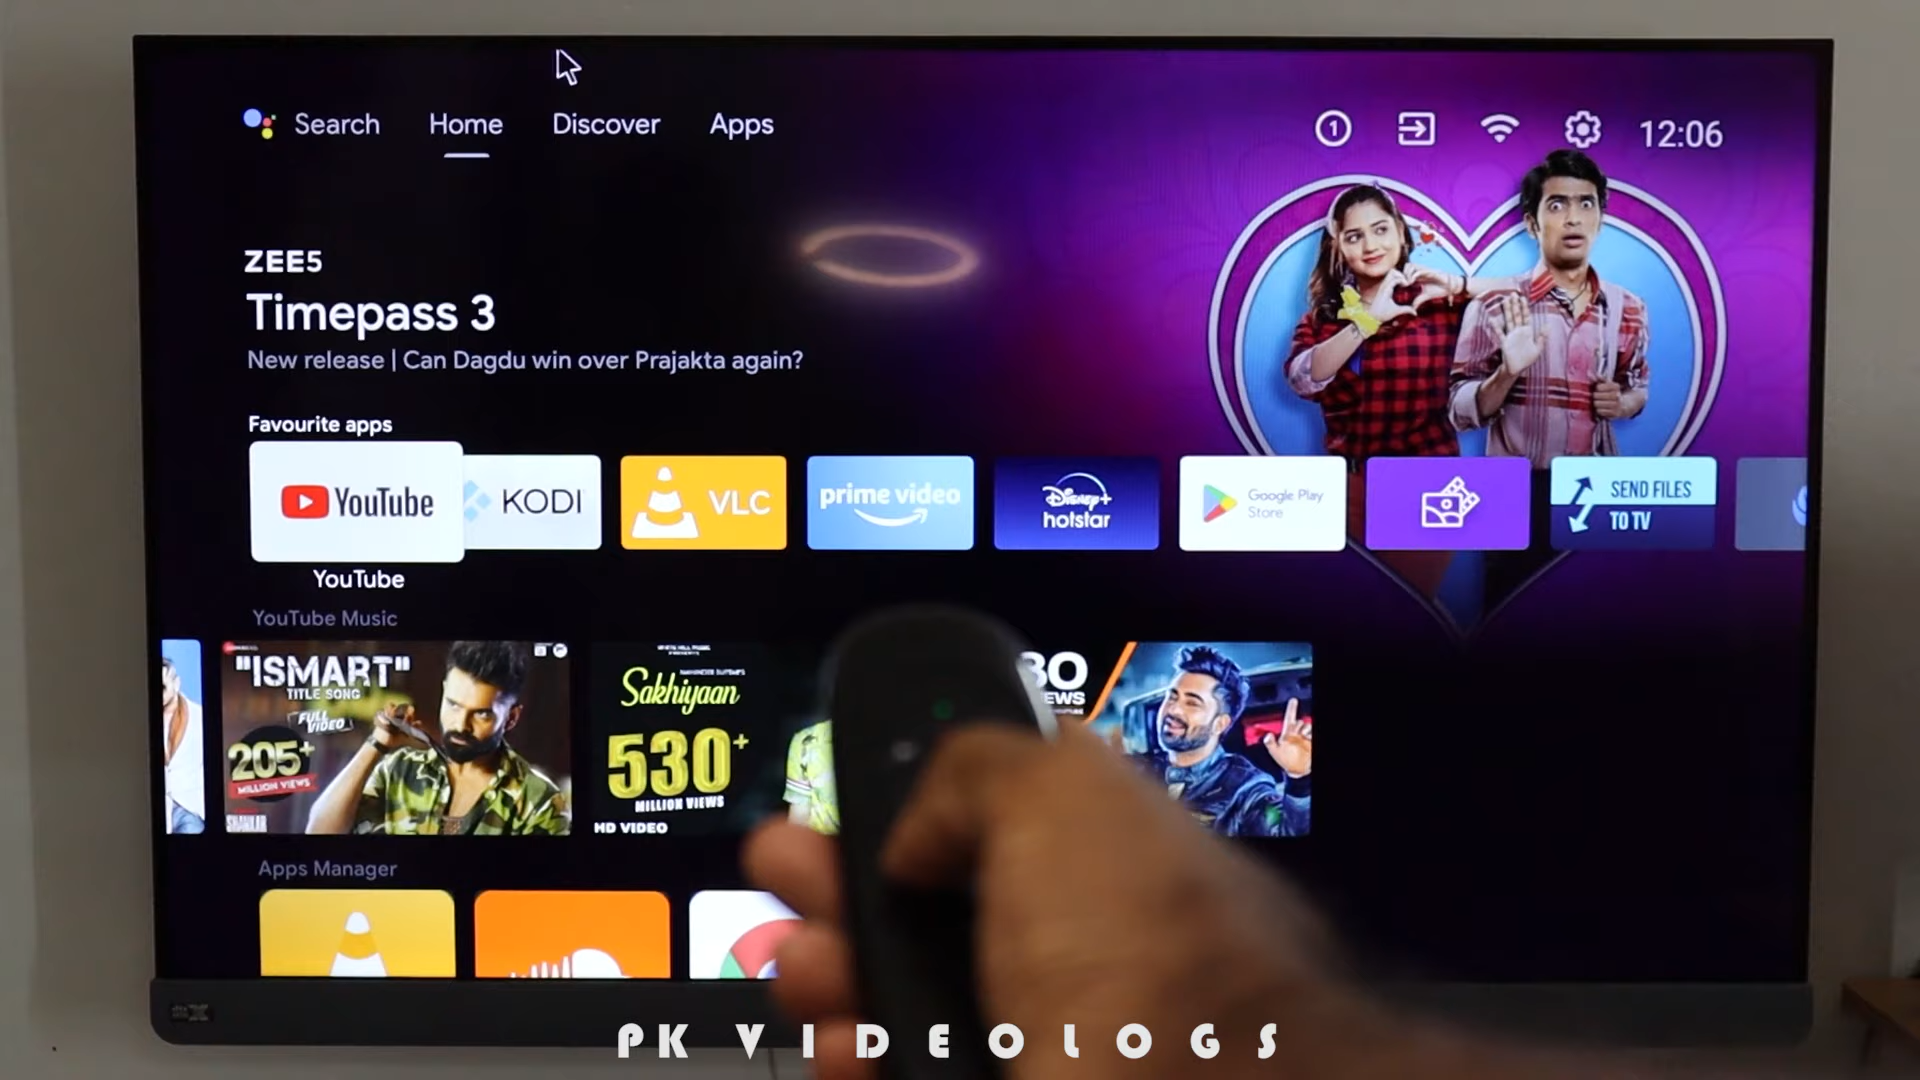 Search Home Discover Apps
1 12:06
ZEE5
Timepass 3
New release | Can Dagdu win over Prajakta again?
Favourite apps
YouTube KODI VLC prime video Disney+ hotstar Google Play Store SEND FILES TO TV
YouTube
YouTube Music
"ISMART"
TITLE SONG
FULL VIDEO
205+
MILLION VIEWS
Sakhiyaan
530+
MILLION VIEWS
HD VIDEO
Apps Manager
PK VIDEOLOGS